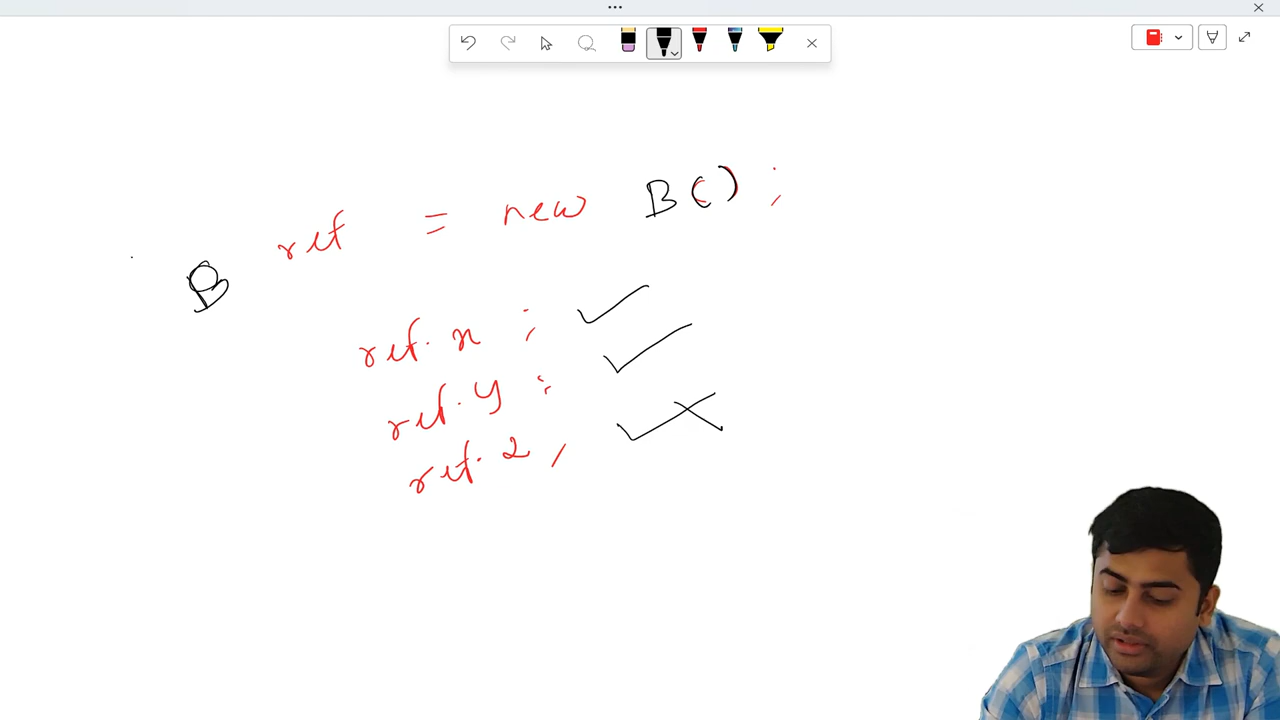 B ref = new B();
ref.x ;
ref.y ;
ref.z ;